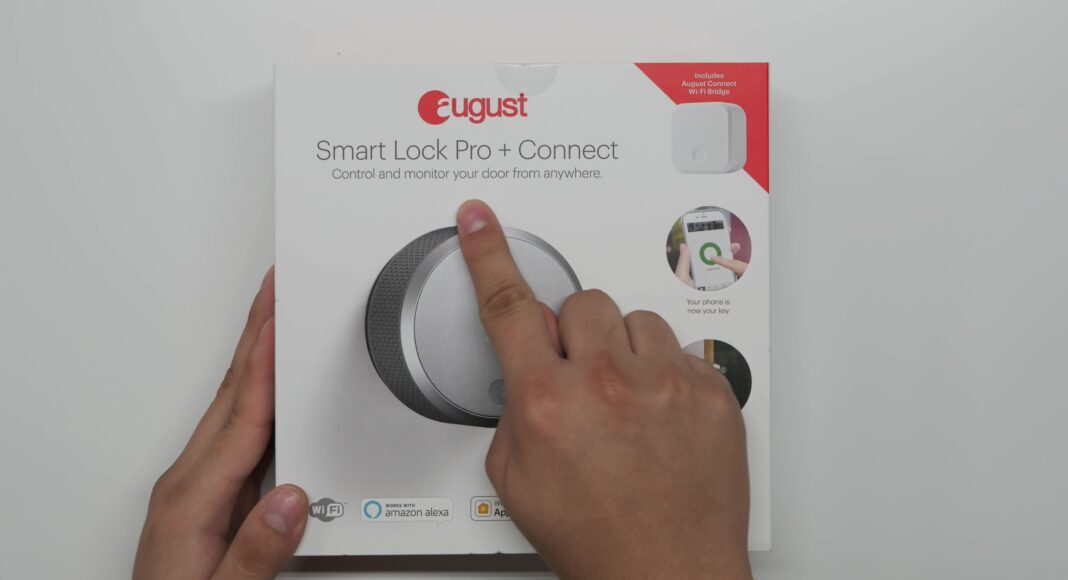 Includes
August Connect
Wi-Fi Bridge
august
Smart Lock Pro + Connect
Control and monitor your door from anywhere.
Your phone is
now your key.
WiFi
WORKS WITH
amazon alexa